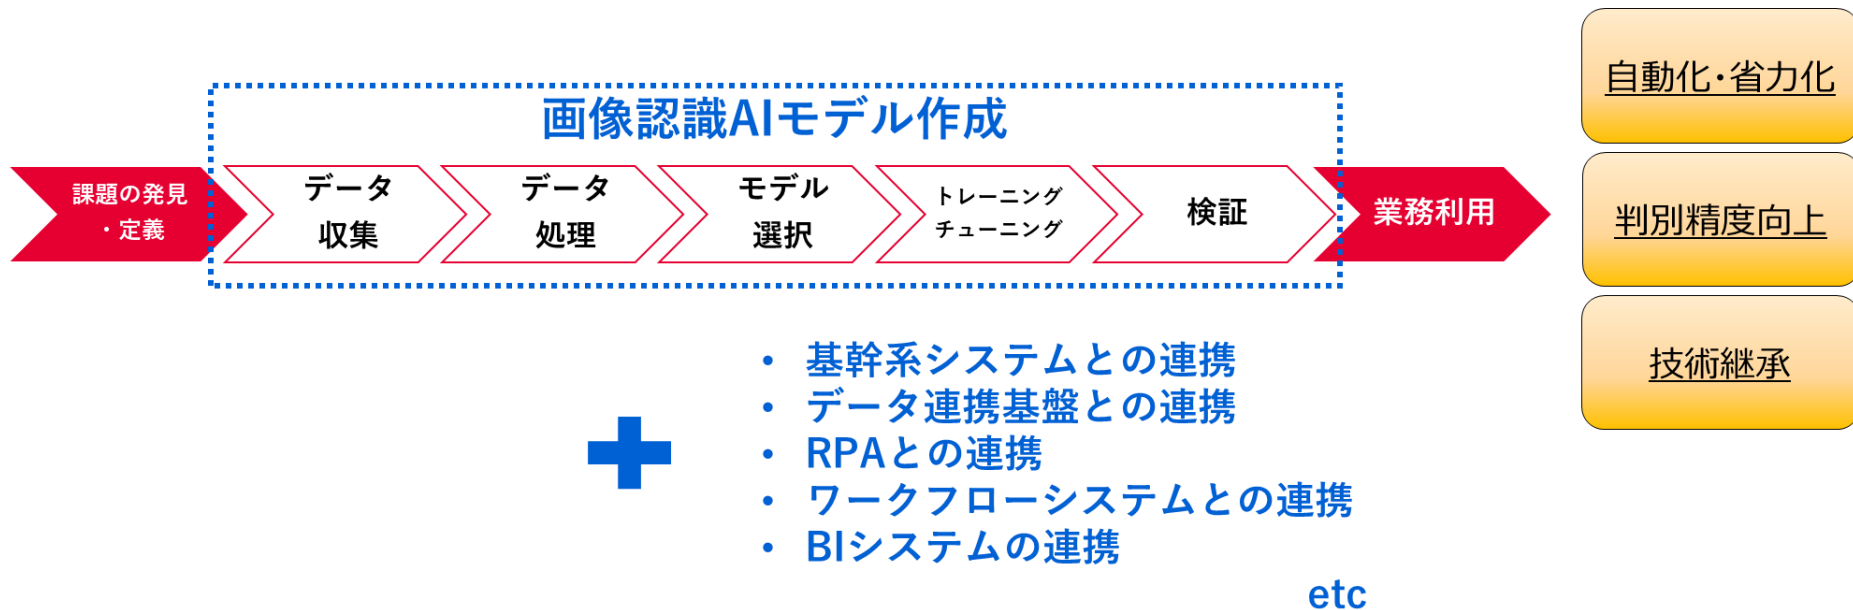 画像認識AIモデル作成
課題の発見
・定義
データ
収集
データ
処理
モデル
選択
トレーニング
チューニング
検証
業務利用
自動化・省力化
判別精度向上
技術継承
• 基幹系システムとの連携
• データ連携基盤との連携
• RPAとの連携
• ワークフローシステムとの連携
• BIシステムの連携
etc